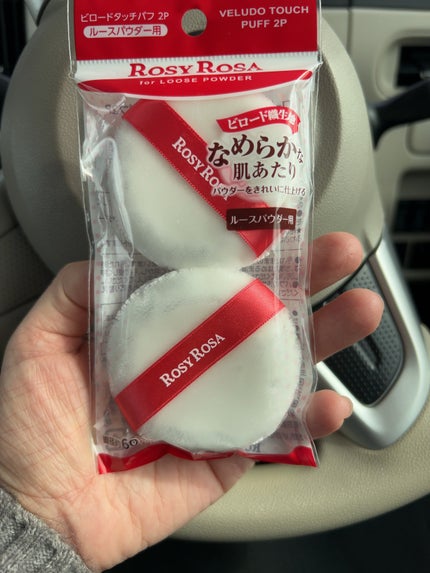 ビロードタッチパフ 2P
ルースパウダー用
VELUDO TOUCH
PUFF 2P
ROSY ROSA
for LOOSE POWDER
ビロード織生地
なめらかな
肌あたり
パウダーをきれいに仕上げる
ルースパウダー用
ROSY ROSA
ROSY ROSA